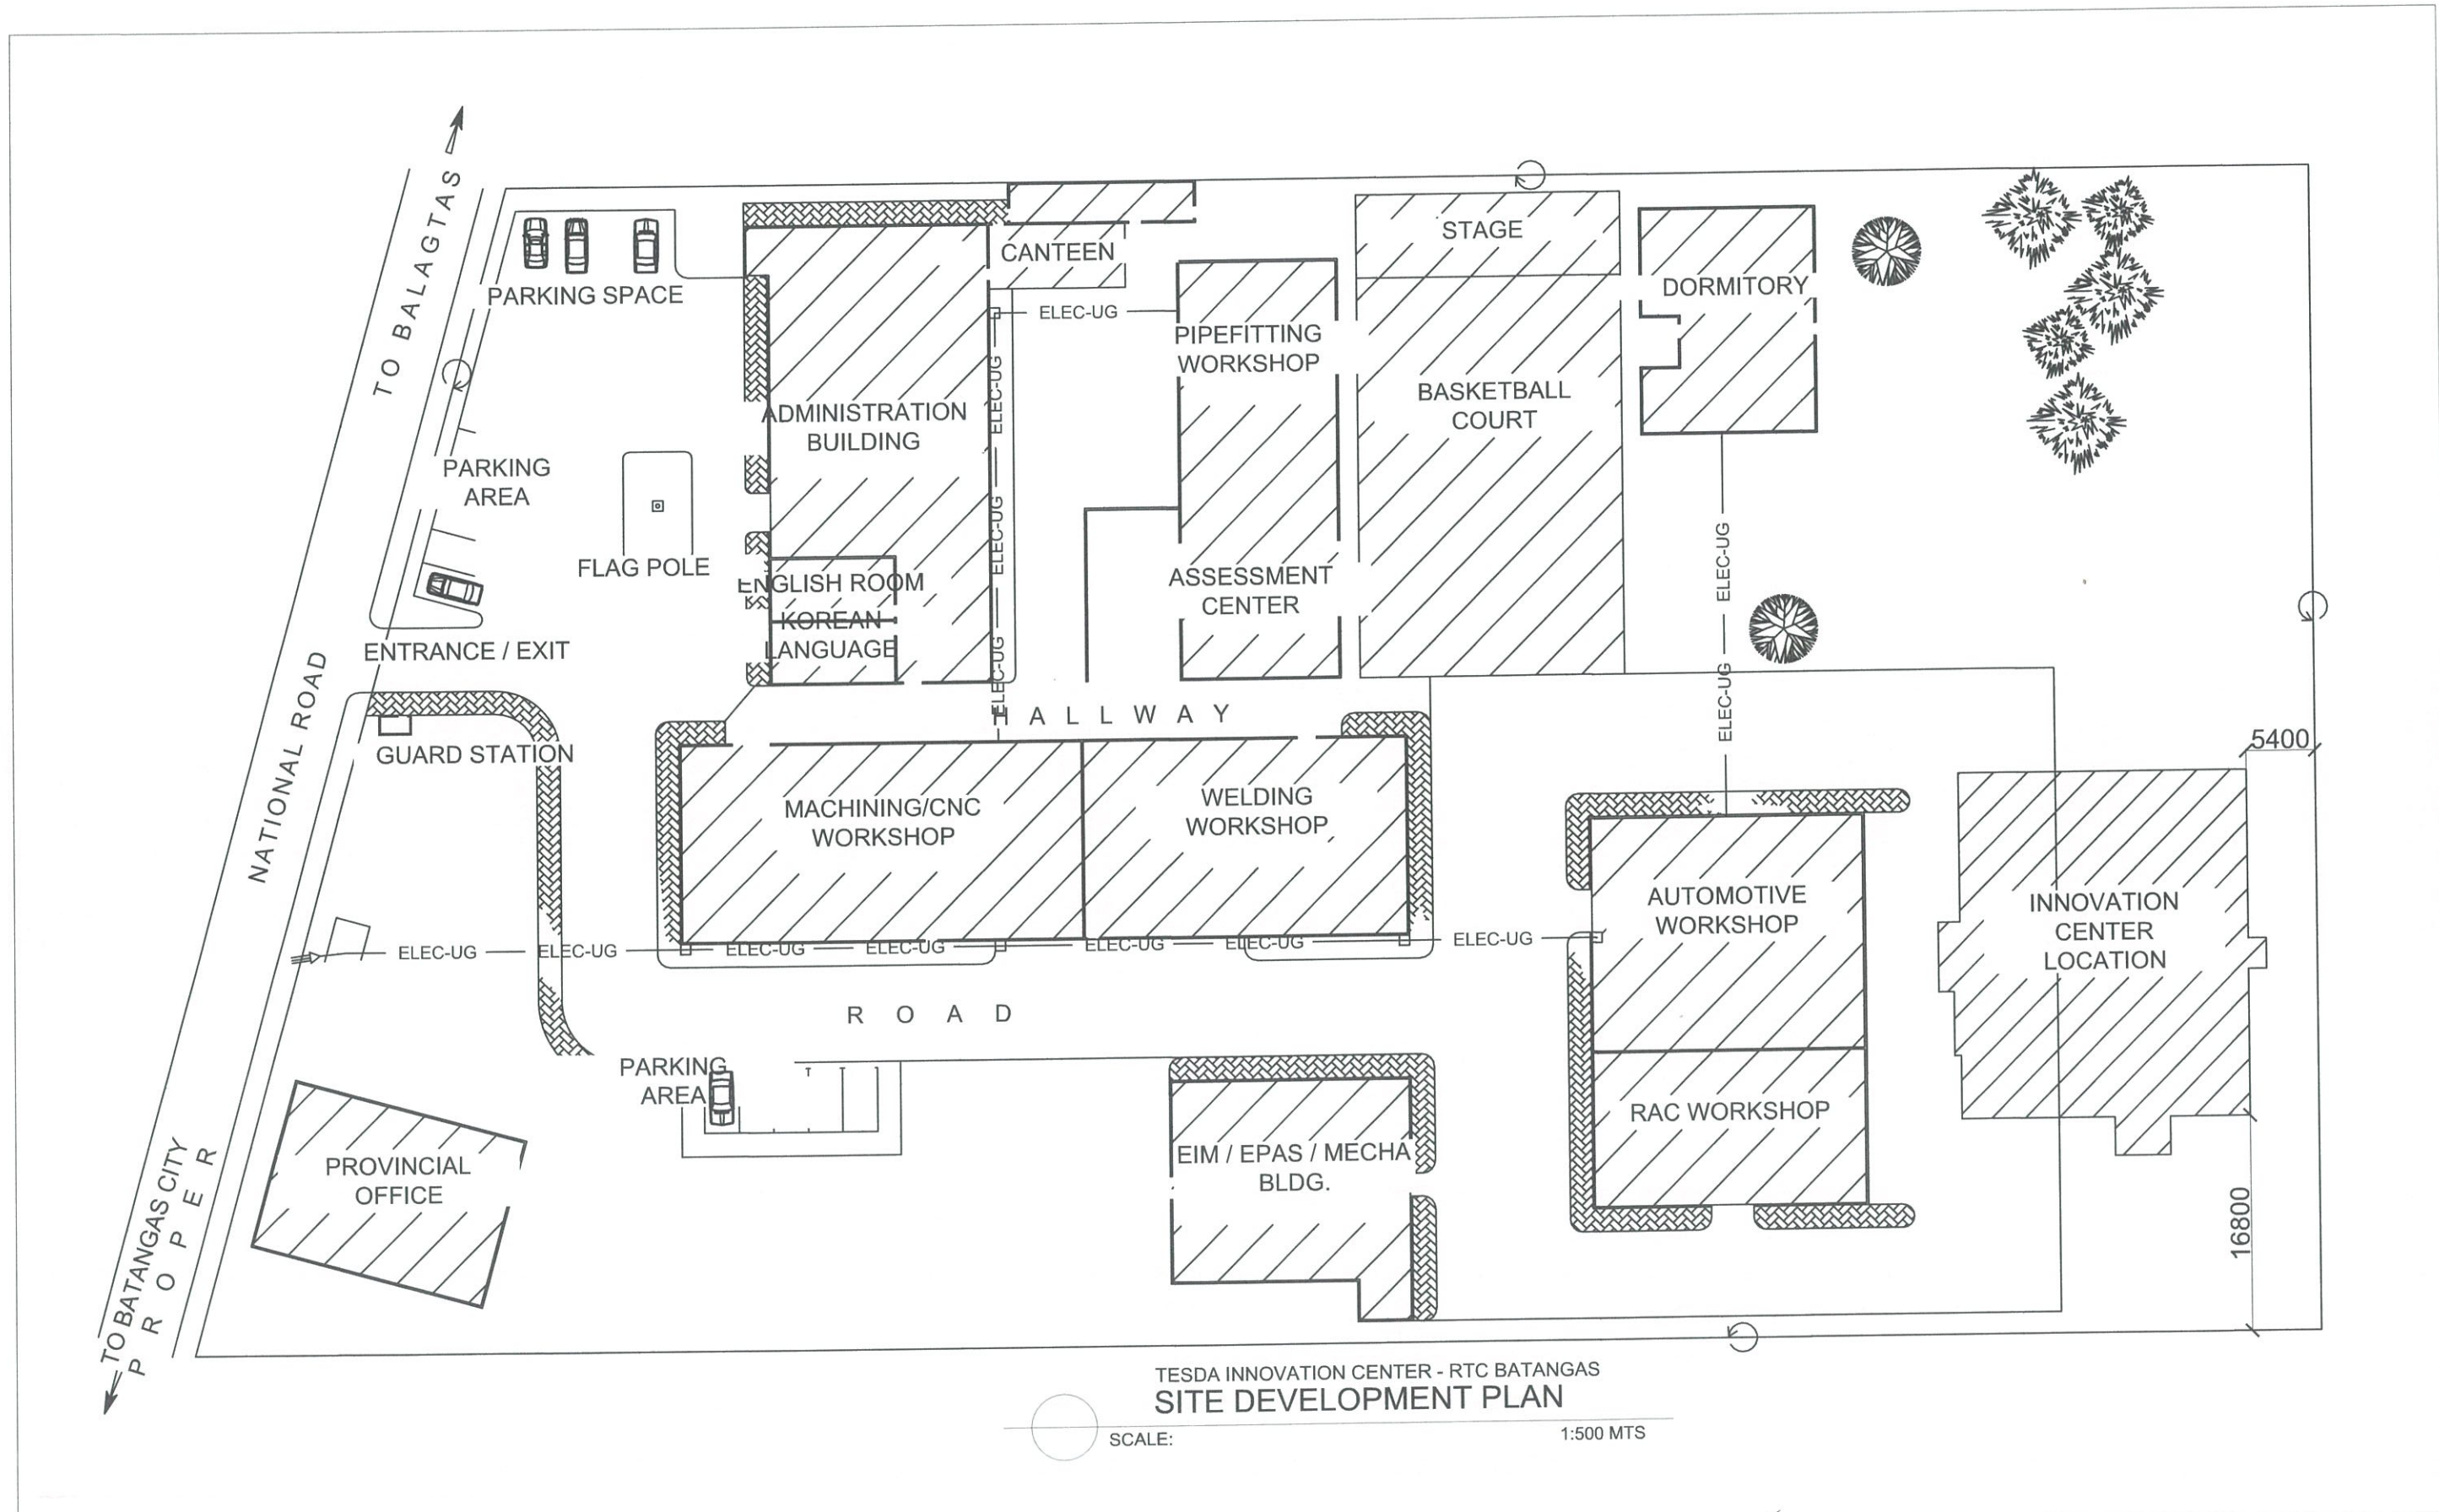 TO BALAGTAS
PARKING SPACE
CANTEEN
STAGE
DORMITORY
ELEC-UG
PIPEFITTING
WORKSHOP
ELEC-UG
ADMINISTRATION
BUILDING
BASKETBALL
COURT
PARKING
AREA
ELEC-UG
ELEC-UG
FLAG POLE
ENGLISH ROOM
KOREAN
LANGUAGE
ASSESSMENT
CENTER
ENTRANCE / EXIT
ELEC-UG
ELEC-UG
NATIONAL ROAD
HALLWAY
GUARD STATION
5400
MACHINING/CNC
WORKSHOP
WELDING
WORKSHOP
AUTOMOTIVE
WORKSHOP
INNOVATION
CENTER
LOCATION
ELEC-UG
ELEC-UG
ELEC-UG
ELEC-UG
ELEC-UG
ELEC-UG
ELEC-UG
ROAD
PARKING
AREA
RAC WORKSHOP
PROVINCIAL
OFFICE
EIM / EPAS / MECHA
BLDG.
16800
TO BATANGAS CITY
PROPER
TESDA INNOVATION CENTER - RTC BATANGAS
SITE DEVELOPMENT PLAN
SCALE: 1:500 MTS